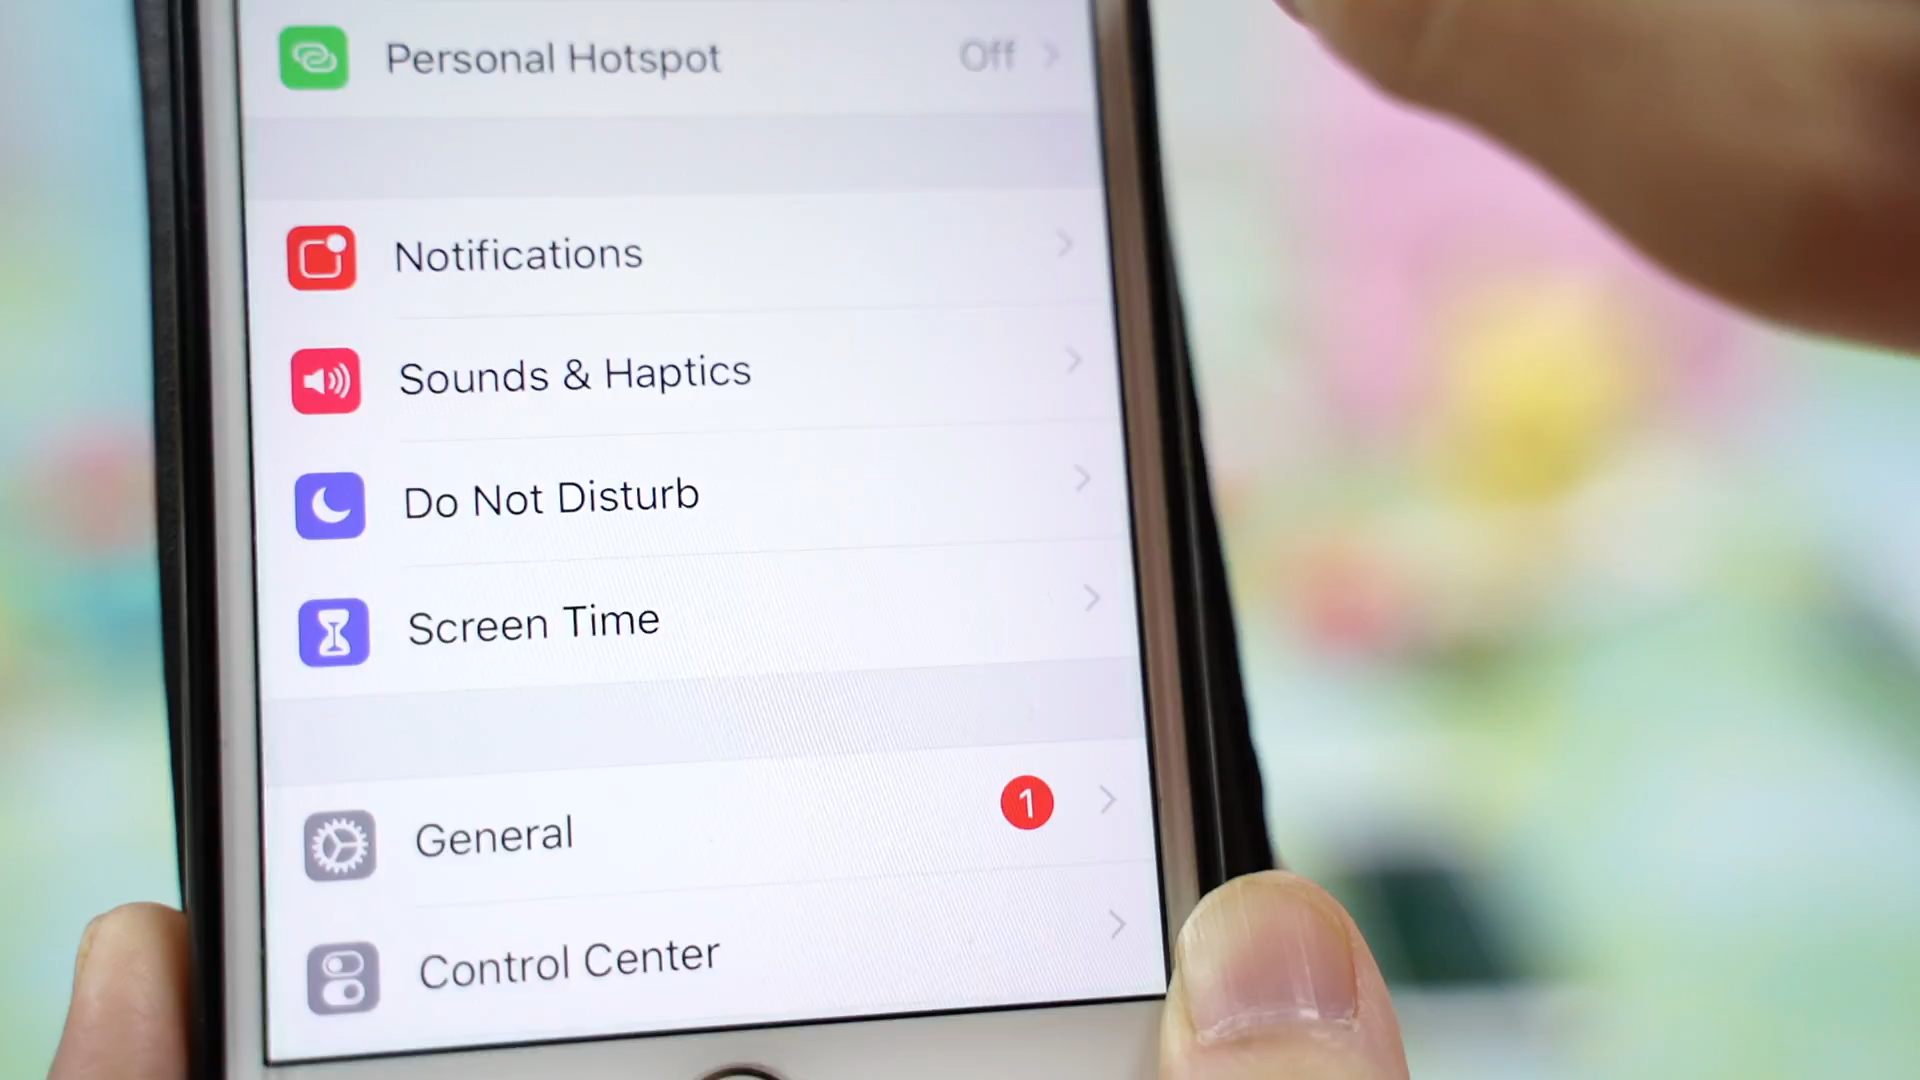 Personal Hotspot Off
Notifications
Sounds & Haptics
Do Not Disturb
Screen Time
General 1
Control Center